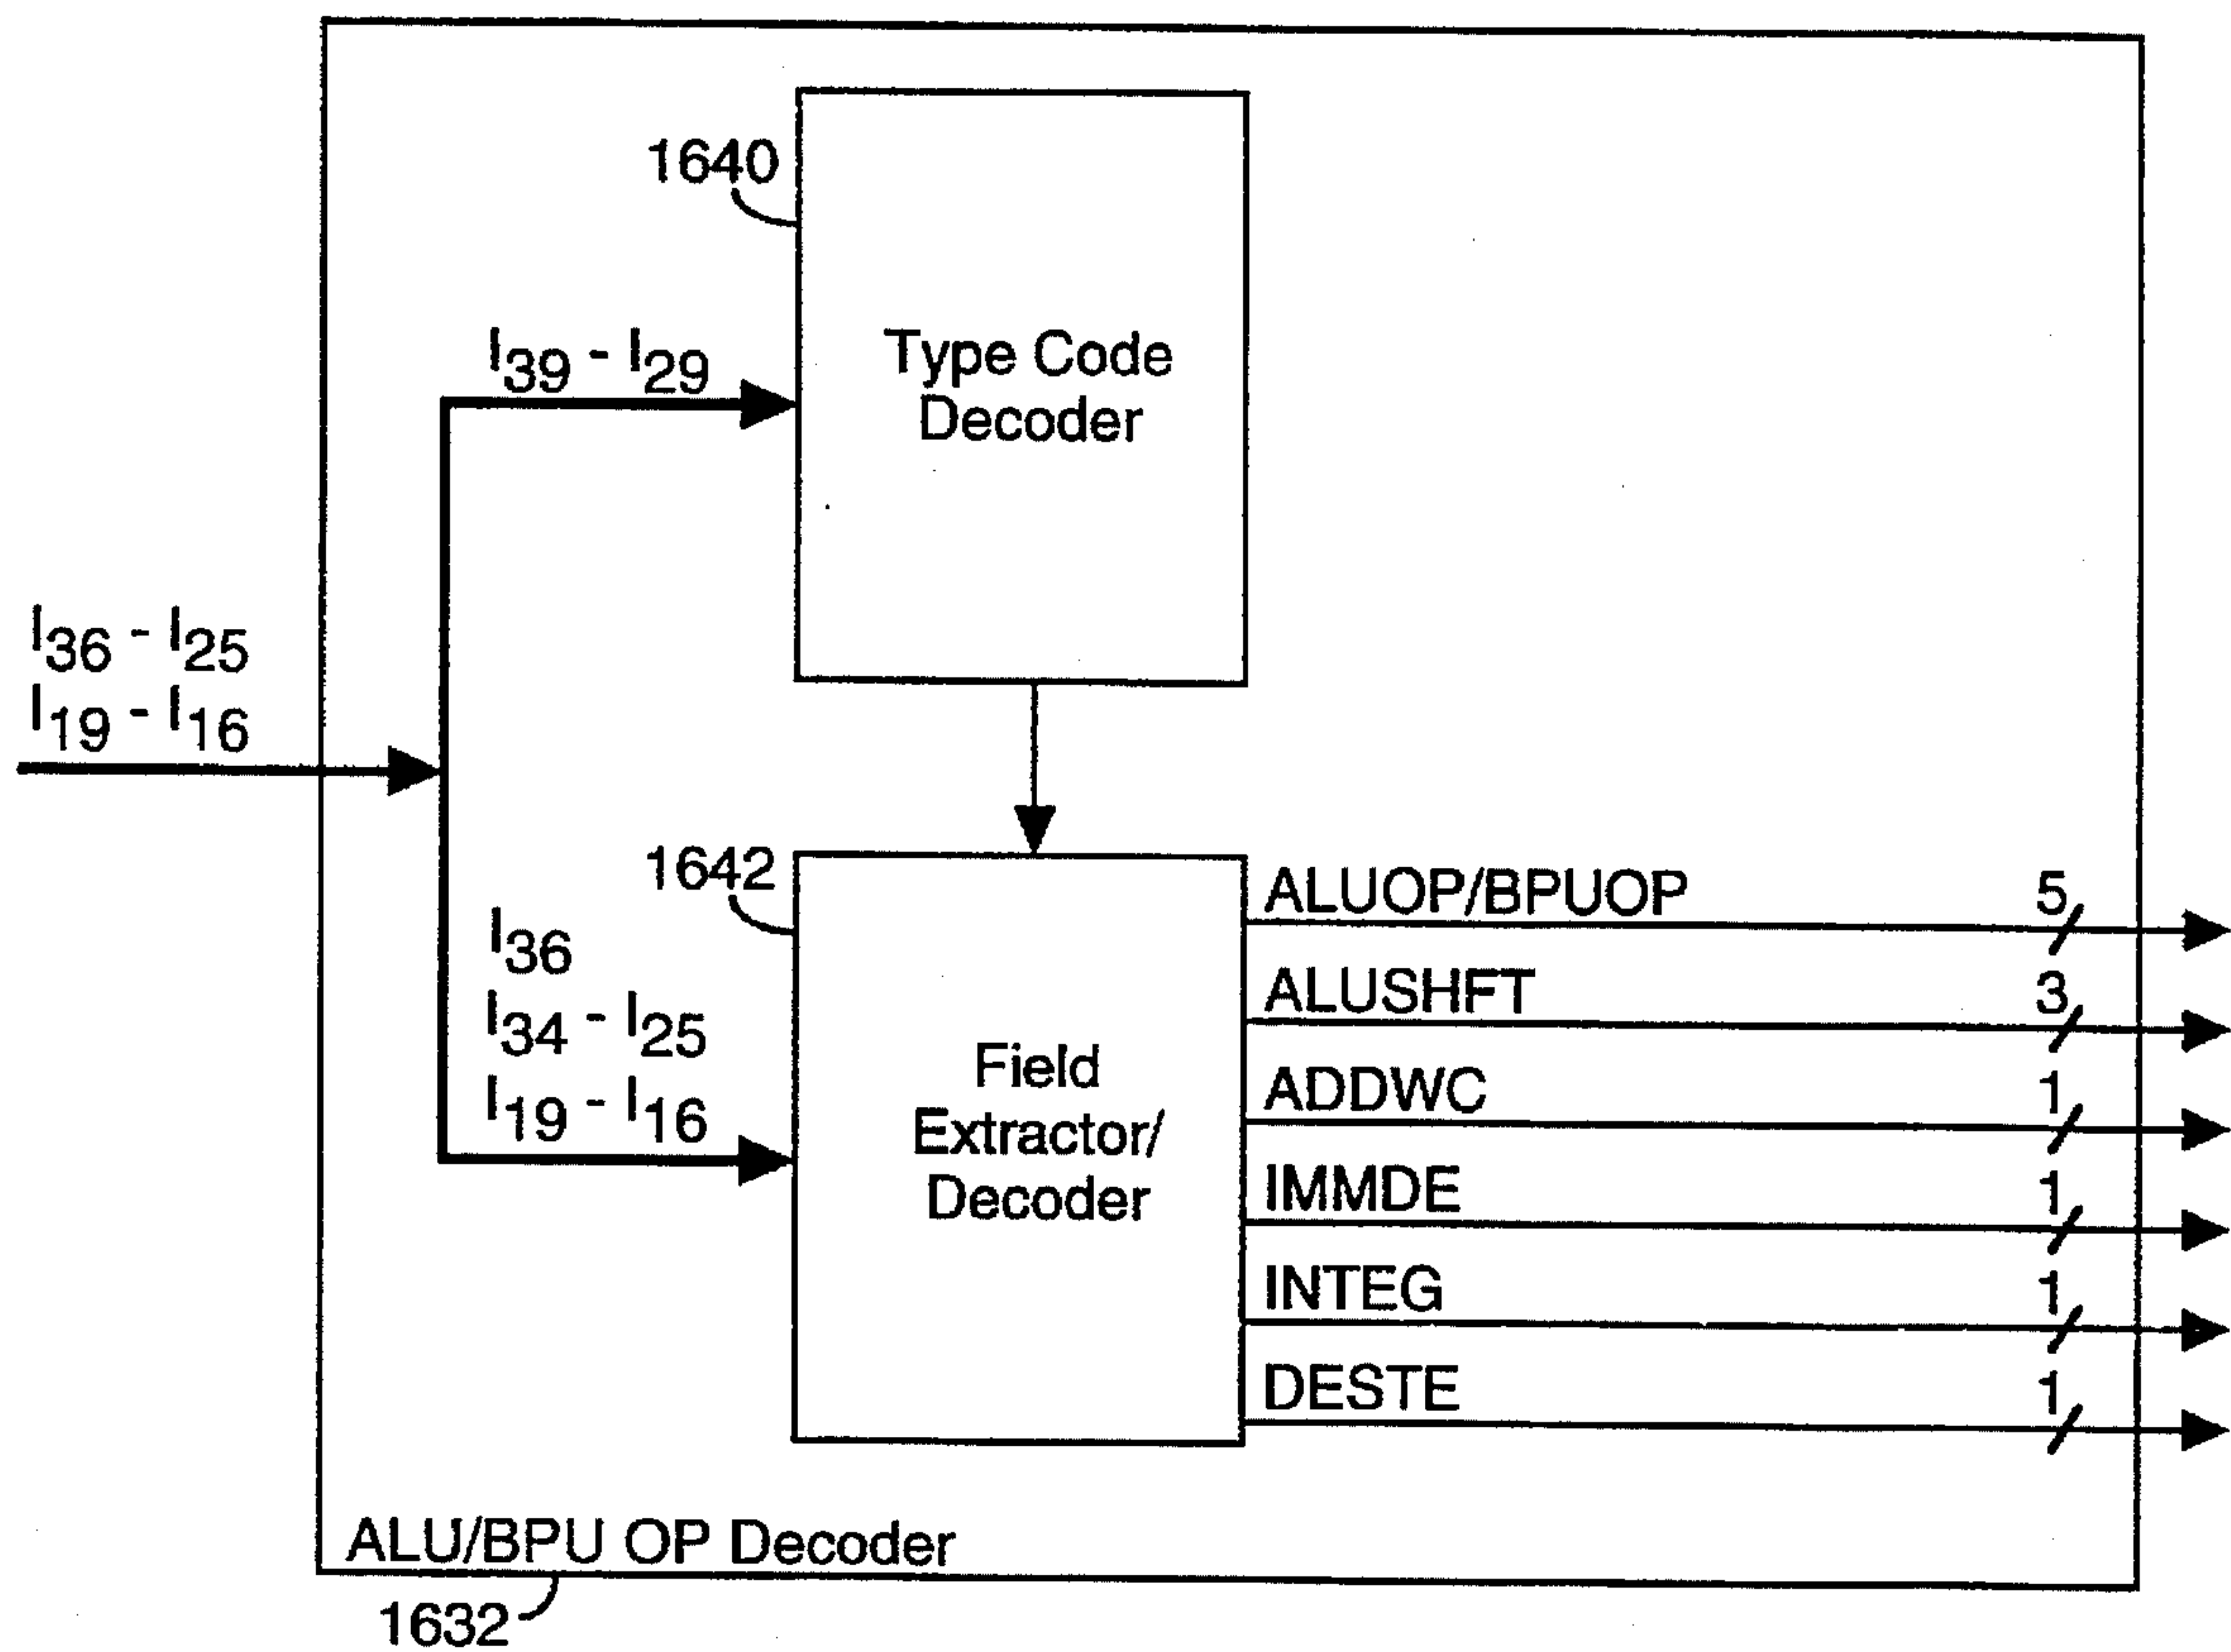 1640
Type Code
Decoder
I39 - I29
I36 - I25
I19 - I16
1642
I36
I34 - I25
I19 - I16
Field
Extractor/
Decoder
ALUOP/BPUOP 5
ALUSHFT 3
ADDWC 1
IMMDE 1
INTEG 1
DESTE 1
ALU/BPU OP Decoder
1632